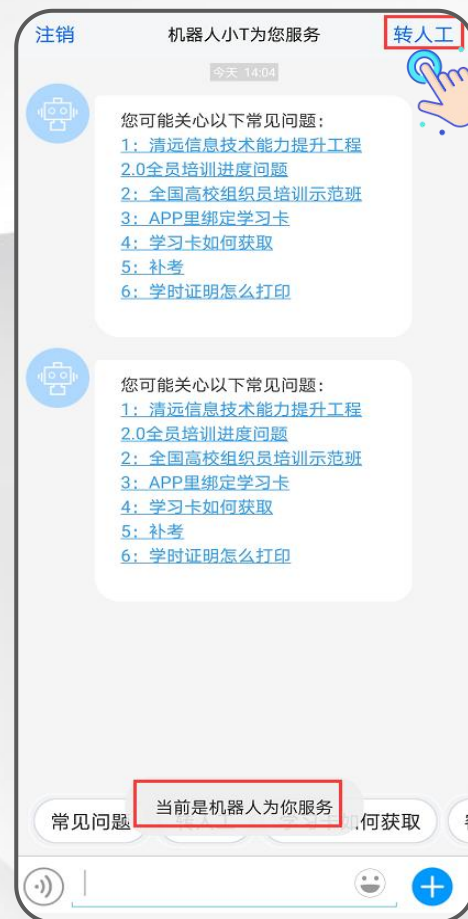 注销
机器人小T为您服务
转人工
今天 14:04
您可能关心以下常见问题：
1：清远信息技术能力提升工程
2.0全员培训进度问题
2：全国高校组织员培训示范班
3：APP里绑定学习卡
4：学习卡如何获取
5：补考
6：学时证明怎么打印
您可能关心以下常见问题：
1：清远信息技术能力提升工程
2.0全员培训进度问题
2：全国高校组织员培训示范班
3：APP里绑定学习卡
4：学习卡如何获取
5：补考
6：学时证明怎么打印
当前是机器人为你服务
常见问题
如何获取